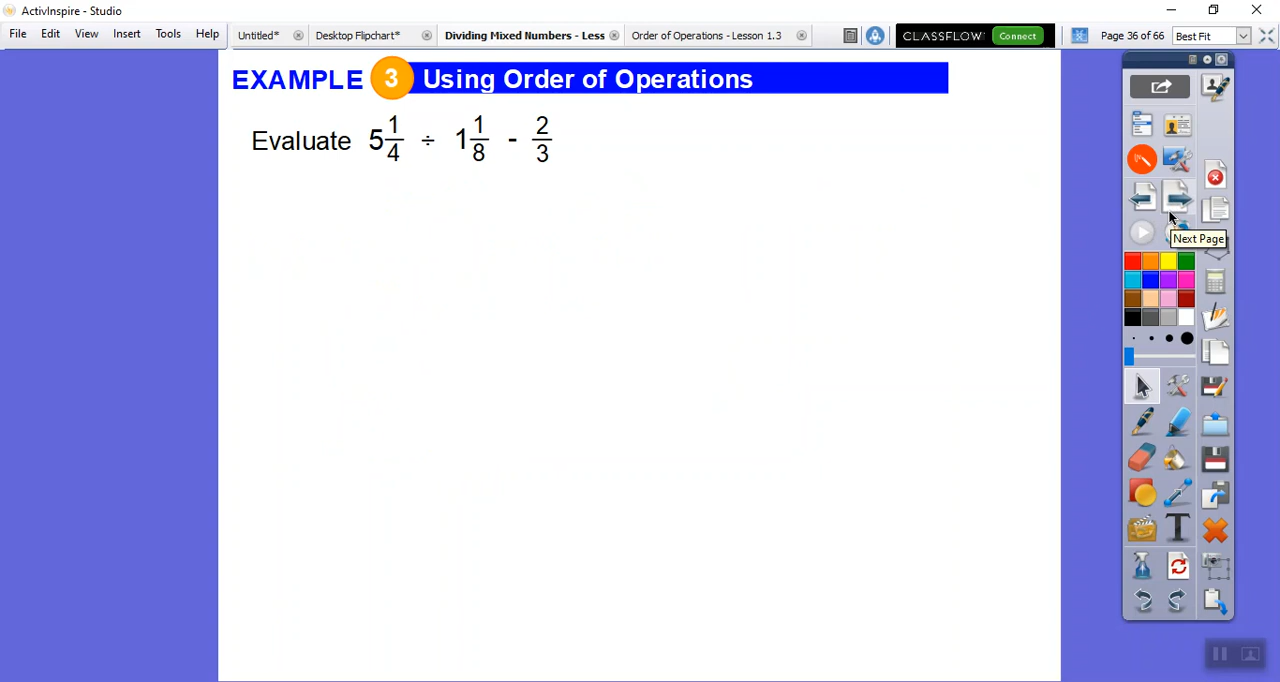 ActivInspire - Studio
File Edit View Insert Tools Help Untitled* Desktop Flipchart* Dividing Mixed Numbers - Less Order of Operations - Lesson 1.3 CLASSFLOW Connect Page 36 of 66 Best Fit
EXAMPLE 3 Using Order of Operations
Evaluate 5 1/4 ÷ 1 1/8 - 2/3
Next Page
T